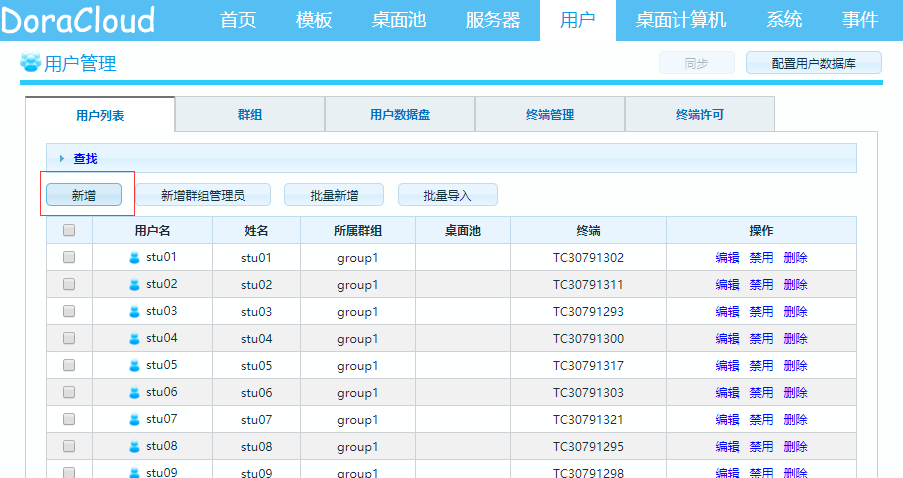 DoraCloud 首页 模板 桌面池 服务器 用户 桌面计算机 系统 事件
用户管理 同步 配置用户数据库
用户列表 群组 用户数据盘 终端管理 终端许可
查找
新增 新增群组管理员 批量新增 批量导入
用户名 姓名 所属群组 桌面池 终端 操作
stu01 stu01 group1 TC30791302 编辑 禁用 删除
stu02 stu02 group1 TC30791311 编辑 禁用 删除
stu03 stu03 group1 TC30791293 编辑 禁用 删除
stu04 stu04 group1 TC30791300 编辑 禁用 删除
stu05 stu05 group1 TC30791317 编辑 禁用 删除
stu06 stu06 group1 TC30791303 编辑 禁用 删除
stu07 stu07 group1 TC30791321 编辑 禁用 删除
stu08 stu08 group1 TC30791295 编辑 禁用 删除
stu09 stu09 group1 TC30791298 编辑 禁用 删除